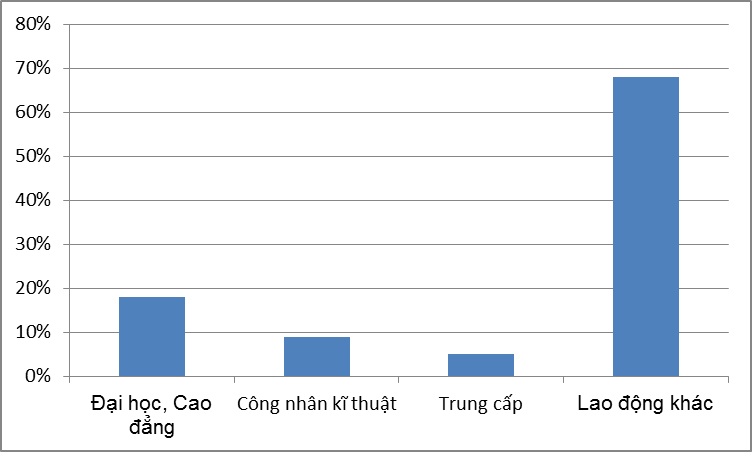 80%
70%
60%
50%
40%
30%
20%
10%
0%
Đại học, Cao
đẳng
Công nhân kĩ thuật
Trung cấp
Lao động khác